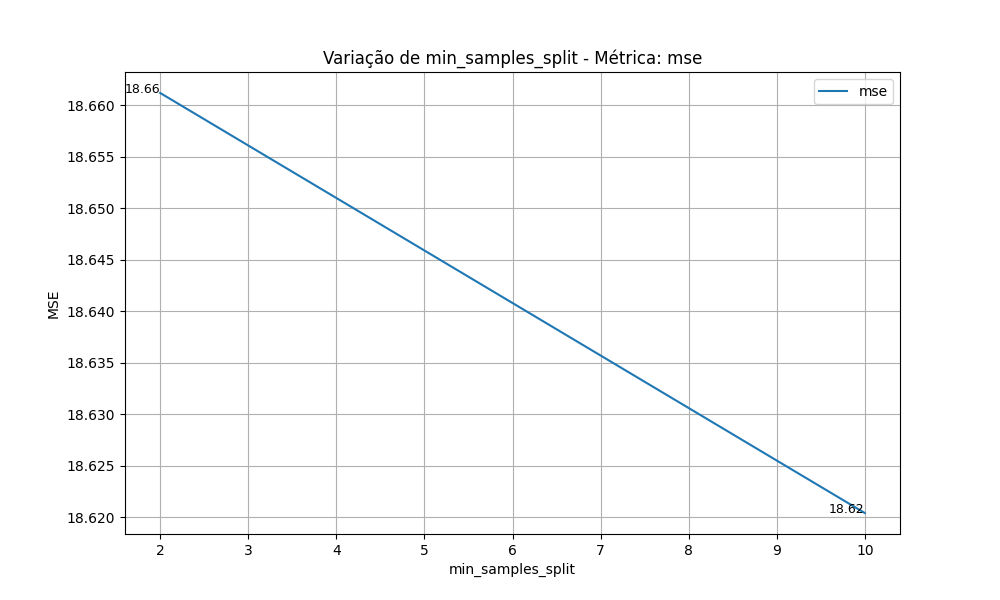 Variação de min_samples_split - Métrica: mse
mse
18.66
18.62
MSE
18.660
18.655
18.650
18.645
18.640
18.635
18.630
18.625
18.620
2 3 4 5 6 7 8 9 10
min_samples_split